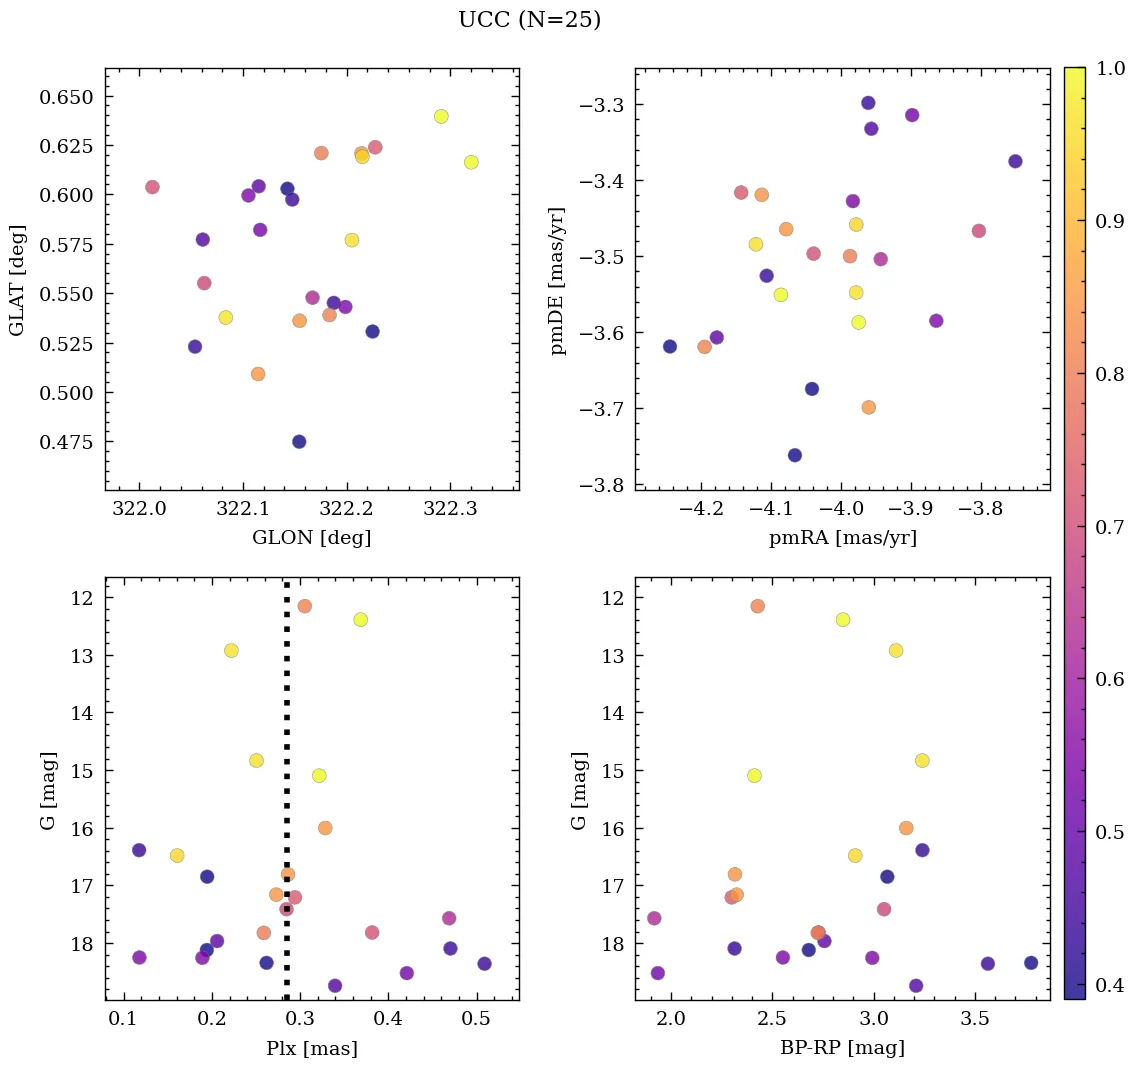 UCC (N=25)
0.650
0.625
0.600
0.575
0.550
0.525
0.500
0.475
GLAT [deg]
322.0 322.1 322.2 322.3
GLON [deg]
−3.3
−3.4
−3.5
−3.6
−3.7
−3.8
pmDE [mas/yr]
−4.2 −4.1 −4.0 −3.9 −3.8
pmRA [mas/yr]
12
13
14
15
16
17
18
G [mag]
0.1 0.2 0.3 0.4 0.5
Plx [mas]
12
13
14
15
16
17
18
G [mag]
2.0 2.5 3.0 3.5
BP-RP [mag]
1.0
0.9
0.8
0.7
0.6
0.5
0.4